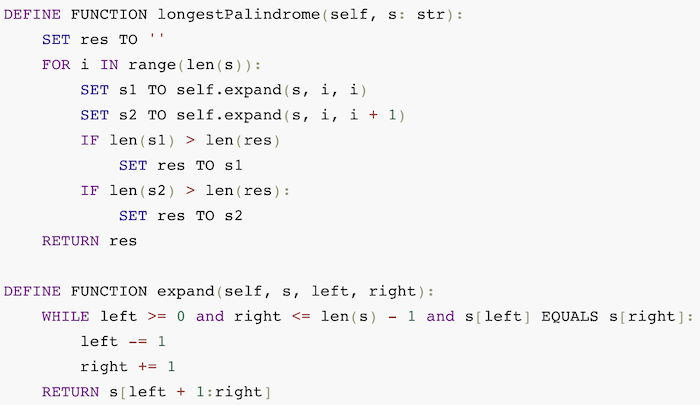 DEFINE FUNCTION longestPalindrome(self, s: str):
    SET res TO ''
    FOR i IN range(len(s)):
        SET s1 TO self.expand(s, i, i)
        SET s2 TO self.expand(s, i, i + 1)
        IF len(s1) > len(res)
            SET res TO s1
        IF len(s2) > len(res):
            SET res TO s2
    RETURN res

DEFINE FUNCTION expand(self, s, left, right):
    WHILE left >= 0 and right <= len(s) - 1 and s[left] EQUALS s[right]:
        left -= 1
        right += 1
    RETURN s[left + 1:right]